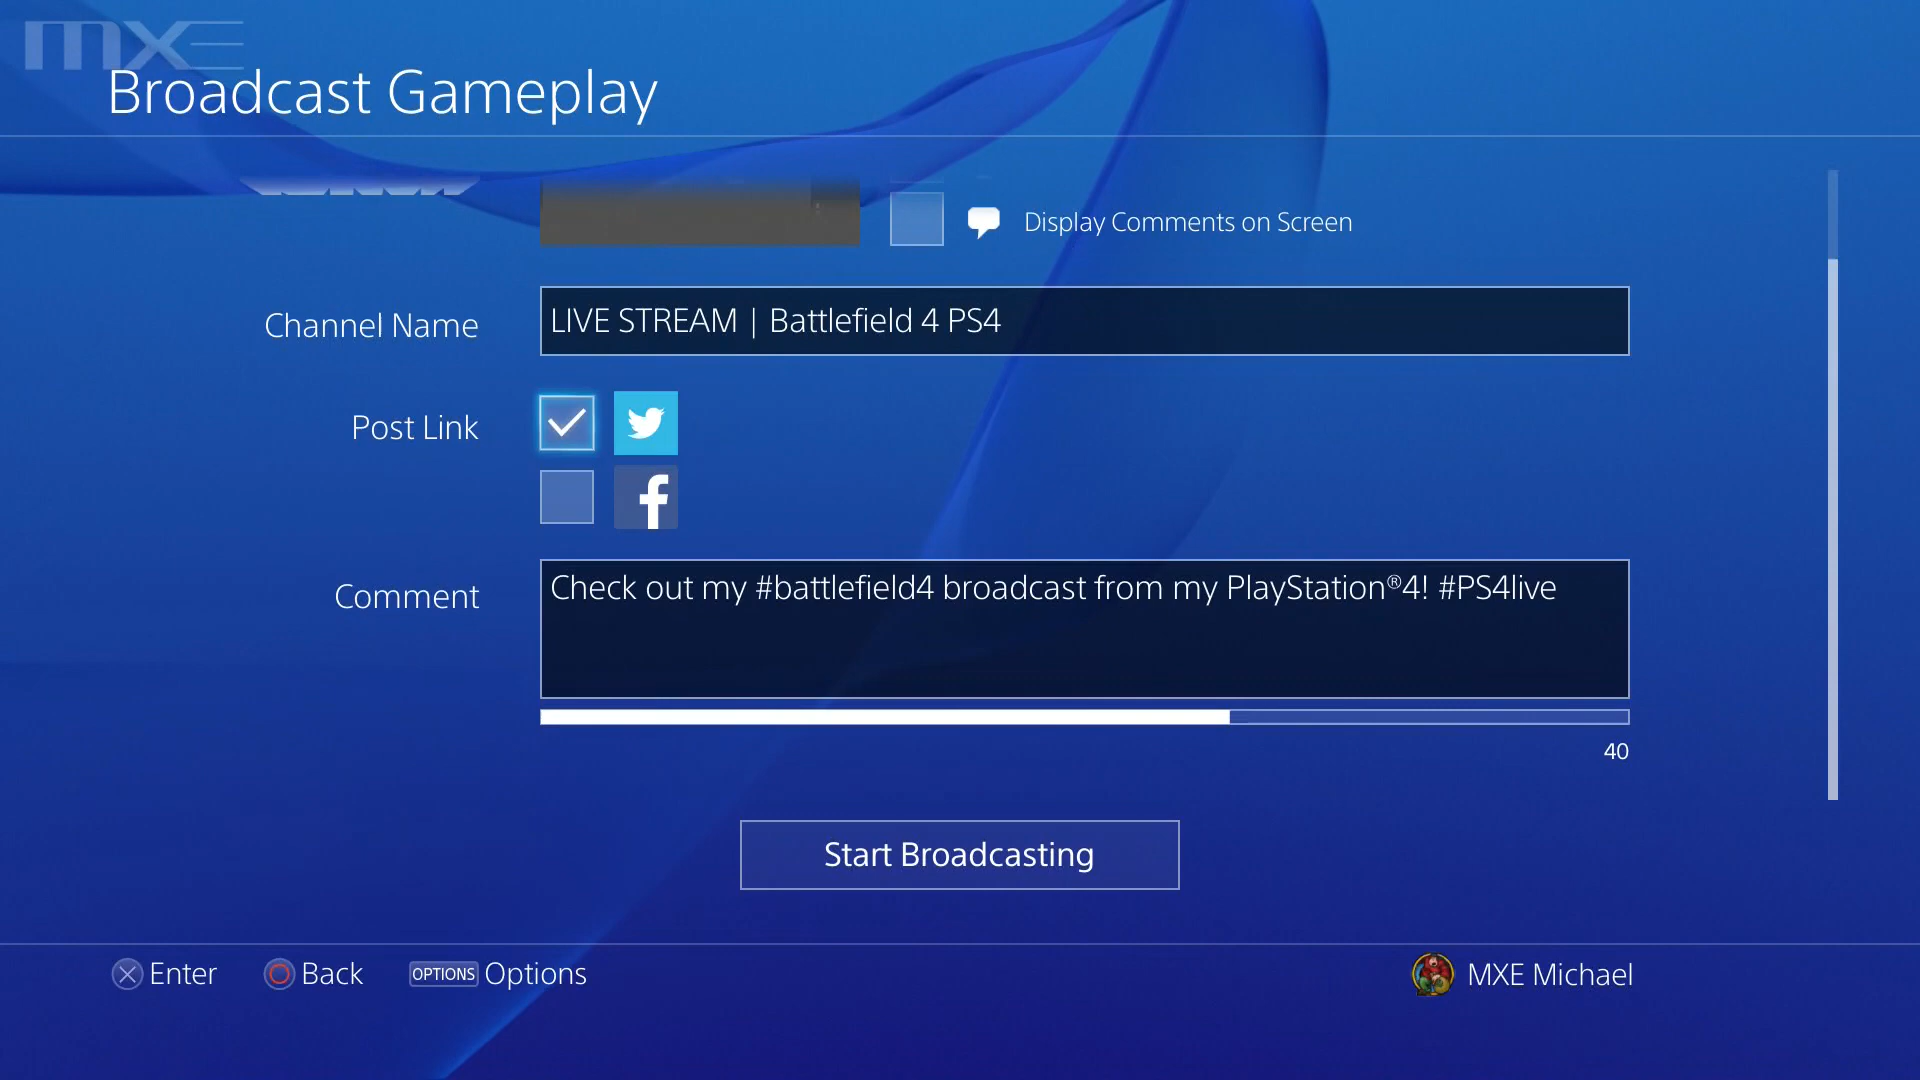 MXE
Broadcast Gameplay
Display Comments on Screen
Channel Name
LIVE STREAM | Battlefield 4 PS4
Post Link
Comment
Check out my #battlefield4 broadcast from my PlayStation®4! #PS4live
40
Start Broadcasting
Enter
Back
OPTIONS Options
MXE Michael